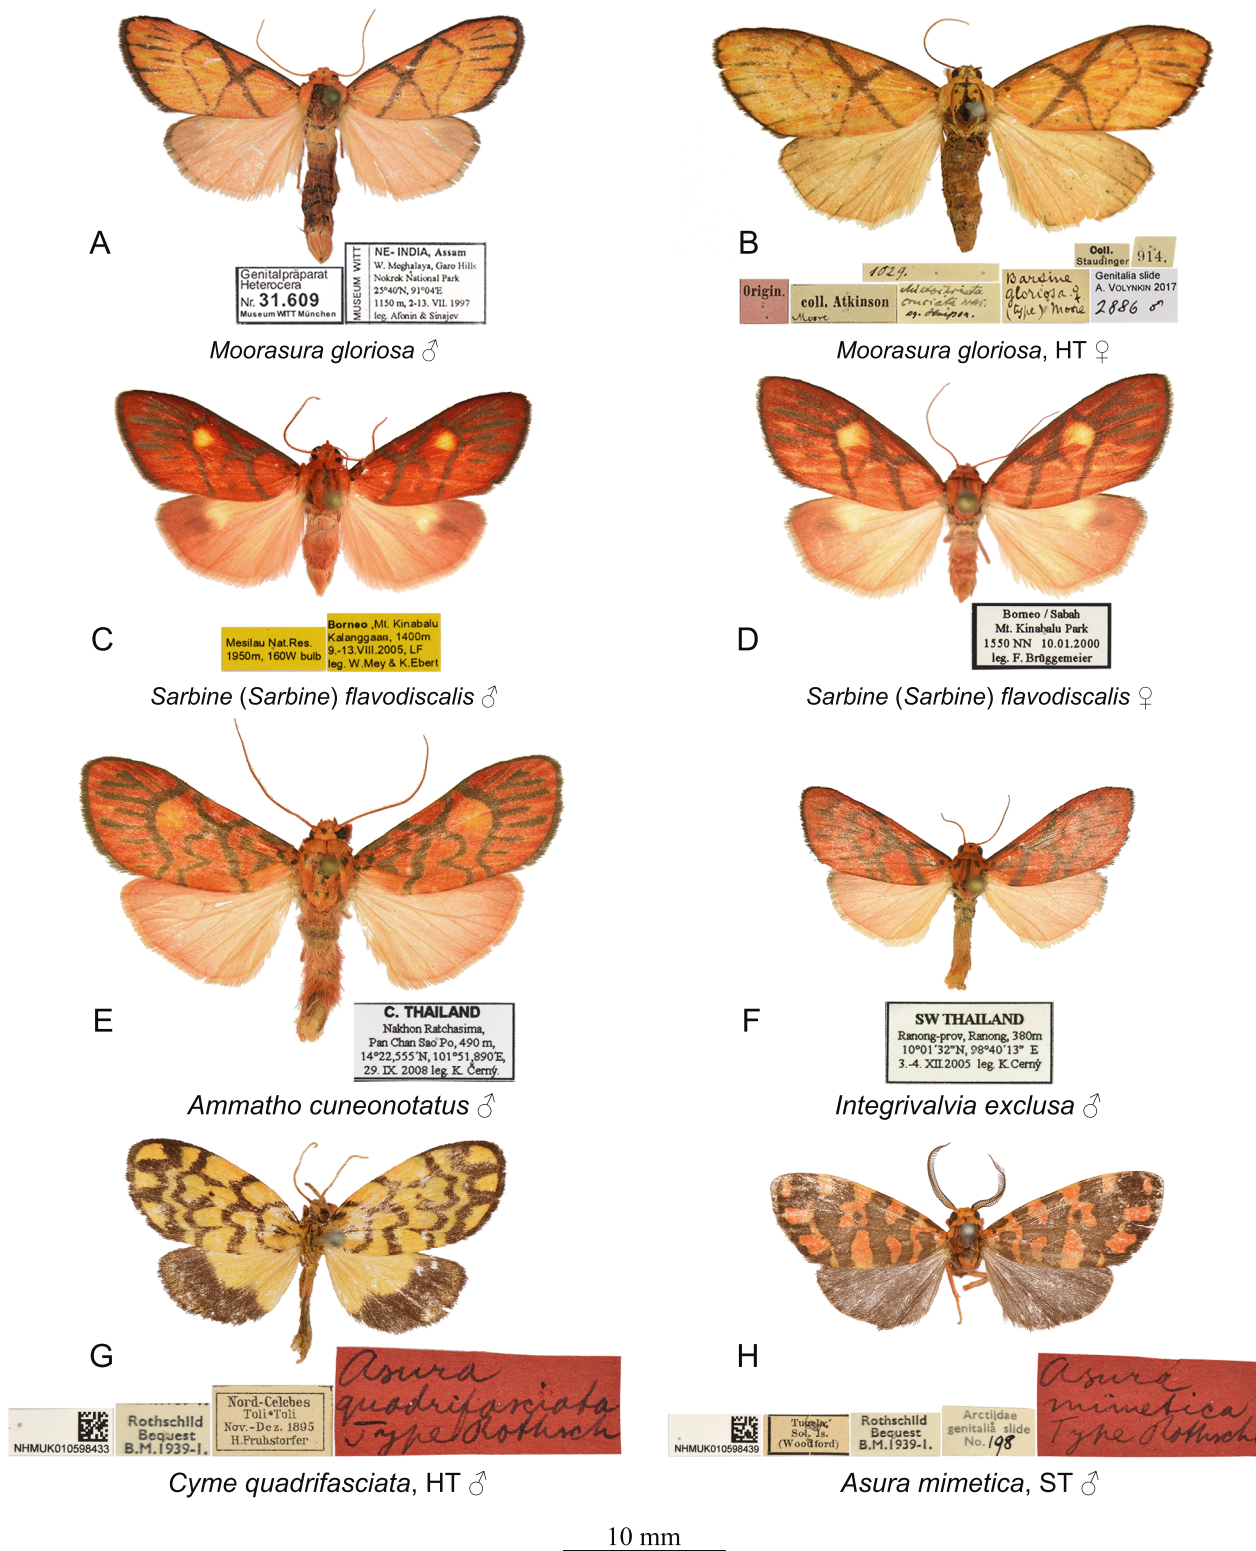 A
Genitalpräparat
Heterocera
Nr. 31.609
Museum WITT München
MUSEUM WITT
NE- INDIA, Assam
W. Meghalaya, Garo Hills
Nokrek National Park
25°40'N, 91°04'E
1150 m, 2-13. VII. 1997
leg. Afonin & Sinajev
Moorasura gloriosa ♂
B
Coll.
Staudinger
914.
1029.
Origin.
coll. Atkinson
Moore
cruciata var.
Barsine
gloriosa. ♀
(type) Moore
Genitalia slide
A. VOLYNKIN 2017
2886 ♂
Moorasura gloriosa, HT ♀
C
Mesilau Nat.Res.
1950m, 160W bulb
Borneo ,Mt. Kinabalu
Kalanggaan, 1400m
9.-13.VIII.2005, LF
leg. W.Mey & K.Ebert
Sarbine (Sarbine) flavodiscalis ♂
D
Borneo / Sabah
Mt. Kinabalu Park
1550 NN 10.01.2000
leg. F. Brüggemeier
Sarbine (Sarbine) flavodiscalis ♀
E
C. THAILAND
Nakhon Ratchasima,
Pan Chan Sao Po, 490 m,
14°22,555'N, 101°51,890'E,
29. IX. 2008 leg. K. Černý.
Ammatho cuneonotatus ♂
F
SW THAILAND
Ranong-prov, Ranong, 380m
10°01'32"N, 98°40'13" E
3.-4. XII.2005 leg. K.Cerný
Integrivalvia exclusa ♂
G
NHMUK010598433
Rothschild
Bequest
B.M.1939-1.
Nord-Celebes
Toli-Toli
Nov.-Dez. 1895
H.Fruhstorfer
Asura
quadrifasciata
Type Rothsch
Cyme quadrifasciata, HT ♂
H
NHMUK010598439
Tugela,
Sol. Is.
(Woodford)
Rothschild
Bequest
B.M.1939-1.
Arctiidae
genitalia slide
No. 198
Asura
mimetica
Type Rothsch
Asura mimetica, ST ♂
10 mm